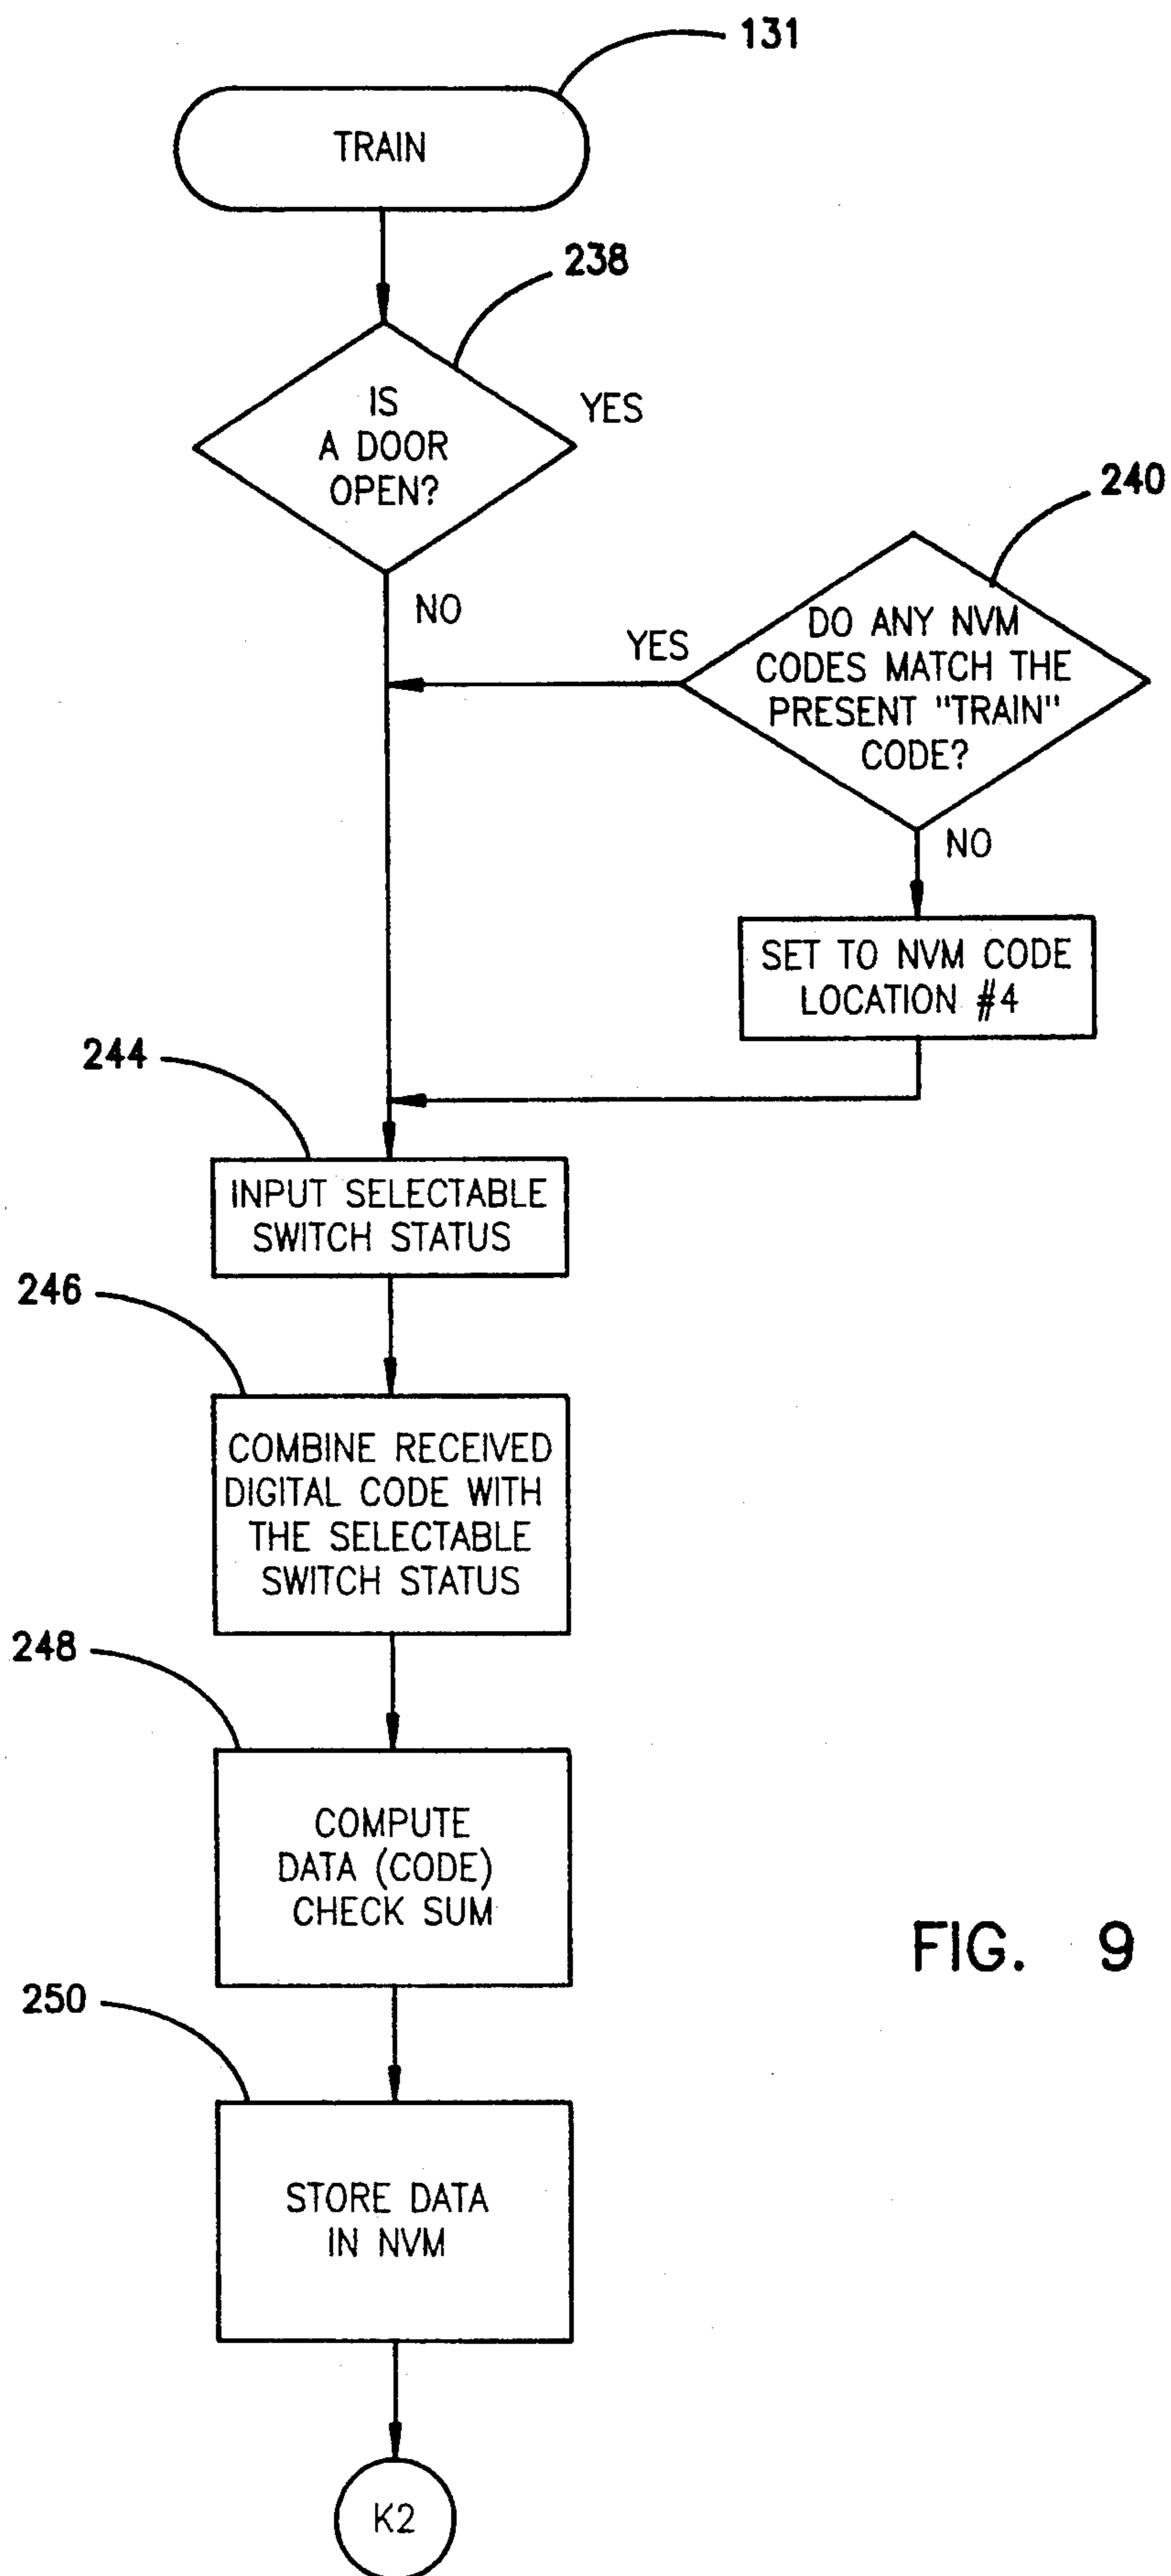 131
TRAIN
238
IS
A DOOR
OPEN?
YES
NO
240
DO ANY NVM
CODES MATCH THE
PRESENT "TRAIN"
CODE?
YES
NO
SET TO NVM CODE
LOCATION #4
244
INPUT SELECTABLE
SWITCH STATUS
246
COMBINE RECEIVED
DIGITAL CODE WITH
THE SELECTABLE
SWITCH STATUS
248
COMPUTE
DATA (CODE)
CHECK SUM
FIG. 9
250
STORE DATA
IN NVM
K2